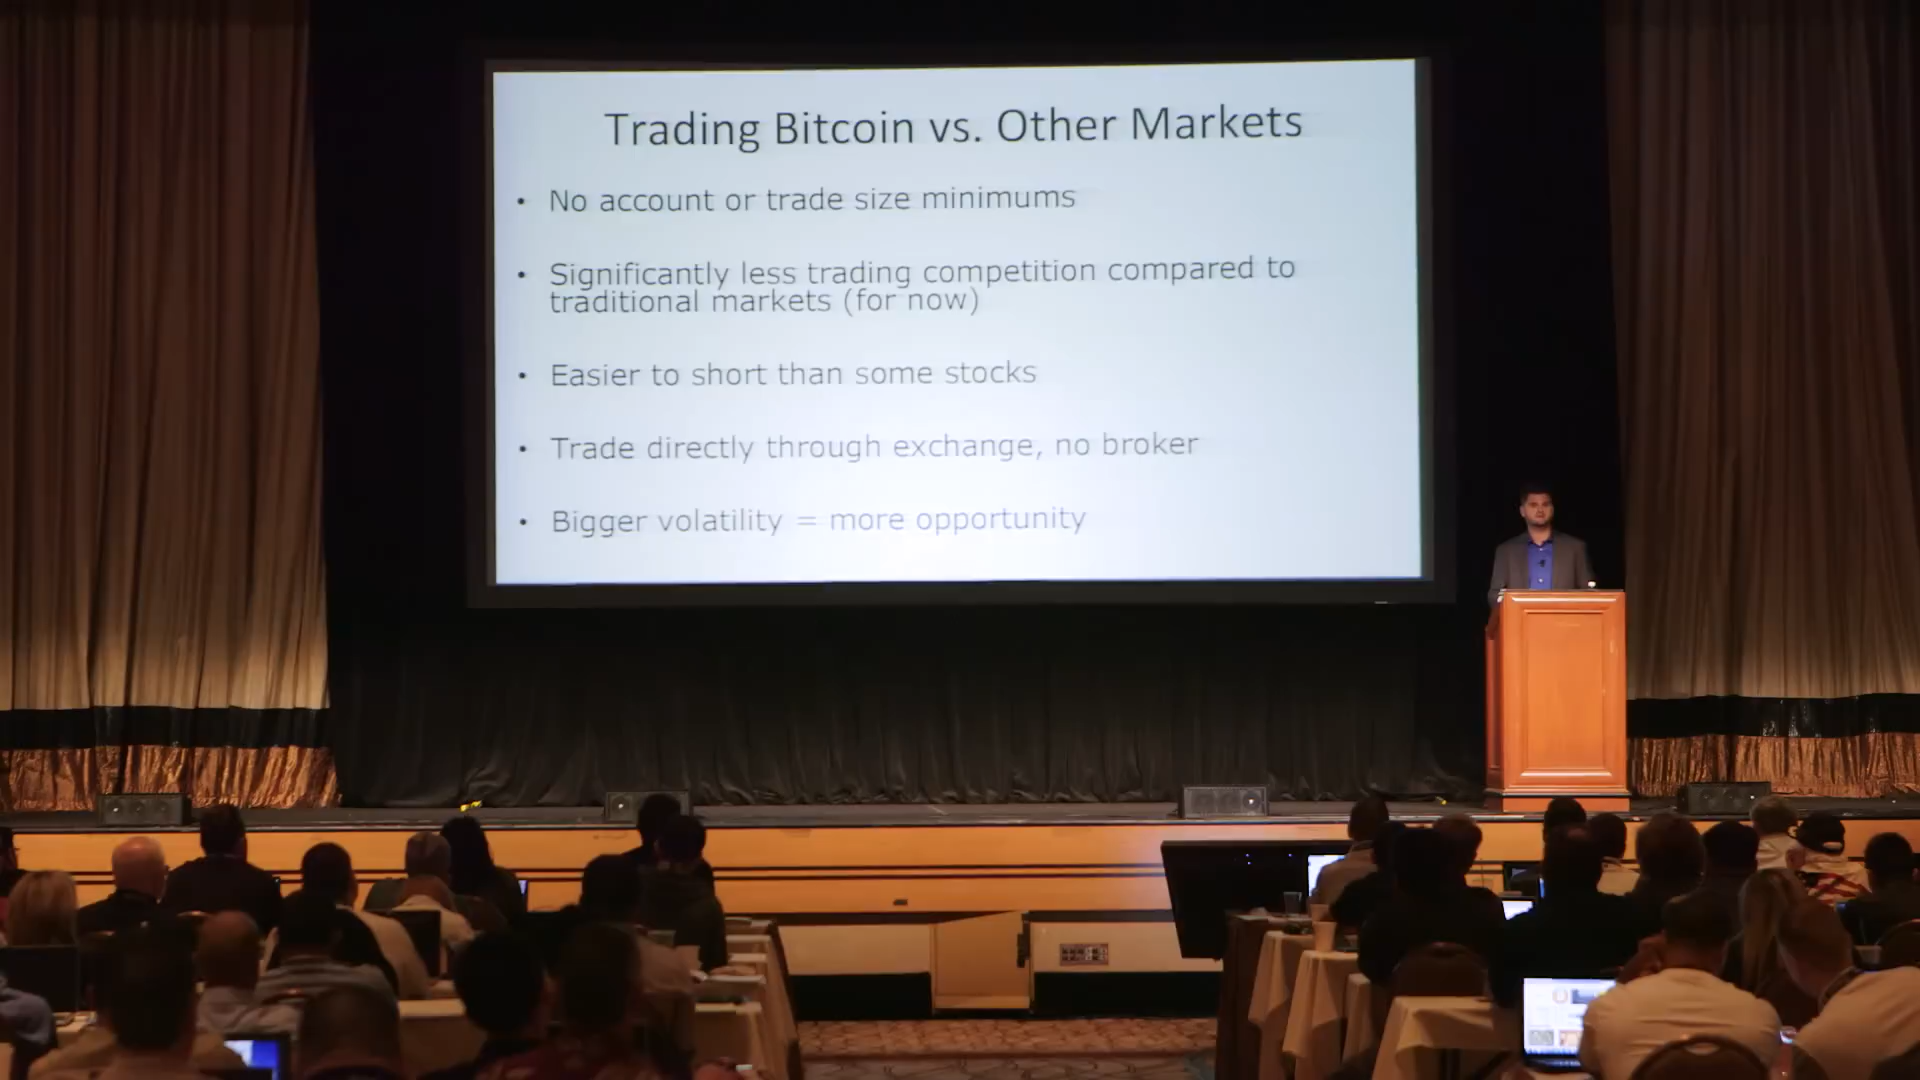 Trading Bitcoin vs. Other Markets
• No account or trade size minimums
• Significantly less trading competition compared to
traditional markets (for now)
• Easier to short than some stocks
• Trade directly through exchange, no broker
• Bigger volatility = more opportunity